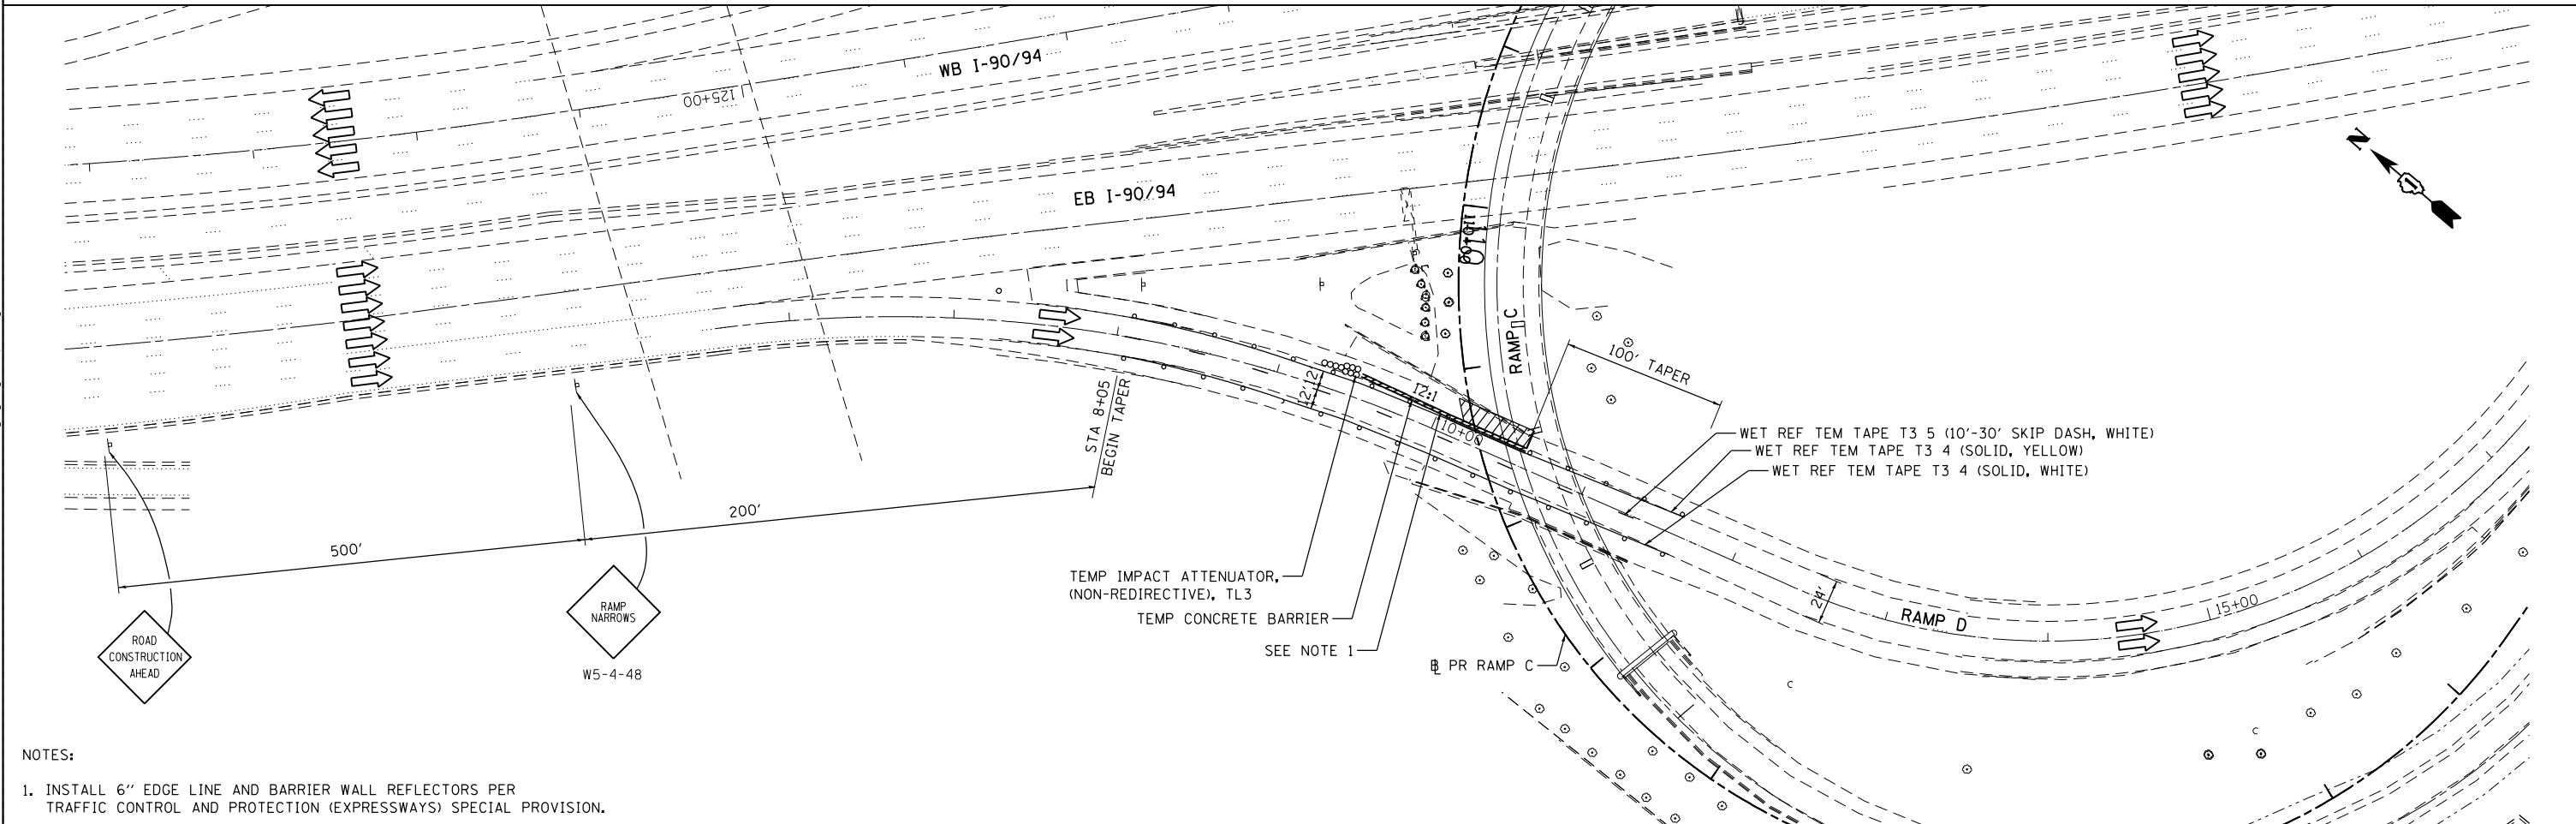 WB I-90/94
125+00
EB I-90/94
N
110+00
RAMP C
100' TAPER
12'
12'
12:1
10+00
STA 8+05
BEGIN TAPER
WET REF TEM TAPE T3 5 (10'-30' SKIP DASH, WHITE)
WET REF TEM TAPE T3 4 (SOLID, YELLOW)
WET REF TEM TAPE T3 4 (SOLID, WHITE)
200'
500'
TEMP IMPACT ATTENUATOR,
(NON-REDIRECTIVE), TL3
TEMP CONCRETE BARRIER
SEE NOTE 1
24'
RAMP D
15+00
ROAD
CONSTRUCTION
AHEAD
RAMP
NARROWS
W5-4-48
BL PR RAMP C
C
C
NOTES:
1. INSTALL 6" EDGE LINE AND BARRIER WALL REFLECTORS PER
TRAFFIC CONTROL AND PROTECTION (EXPRESSWAYS) SPECIAL PROVISION.